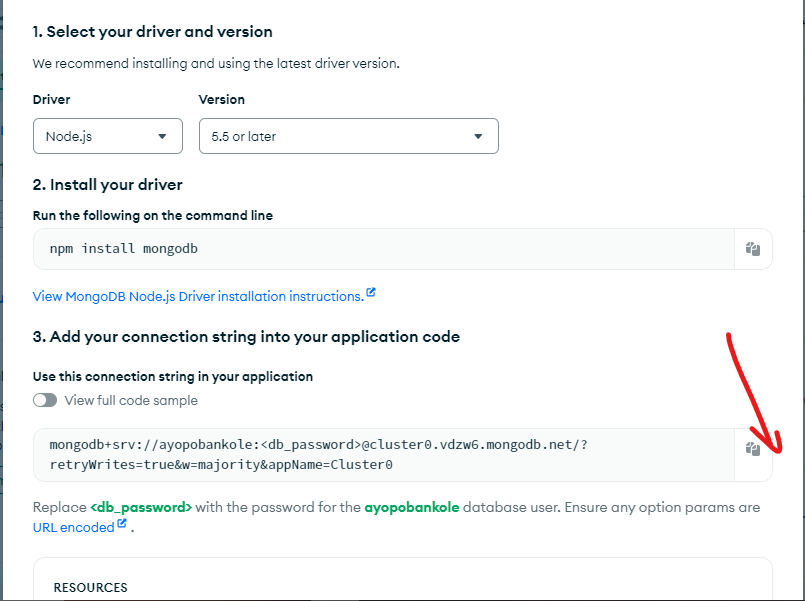 1. Select your driver and version
We recommend installing and using the latest driver version.
Driver
Version
Node.js
5.5 or later
2. Install your driver
Run the following on the command line
npm install mongodb
View MongoDB Node.js Driver installation instructions.
3. Add your connection string into your application code
Use this connection string in your application
View full code sample
mongodb+srv://ayopobankole:<db_password>@cluster0.vdzw6.mongodb.net/?
retryWrites=true&w=majority&appName=Cluster0
Replace <db_password> with the password for the ayopobankole database user. Ensure any option params are
URL encoded .
RESOURCES